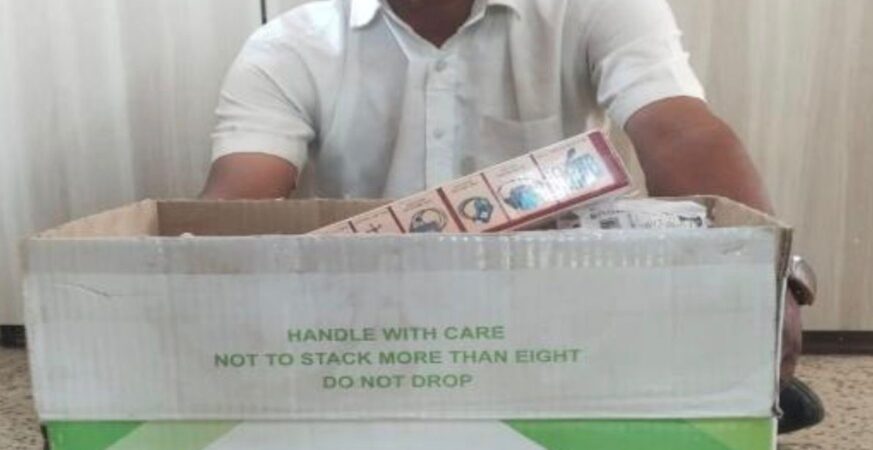 HANDLE WITH CARE
NOT TO STACK MORE THAN EIGHT
DO NOT DROP